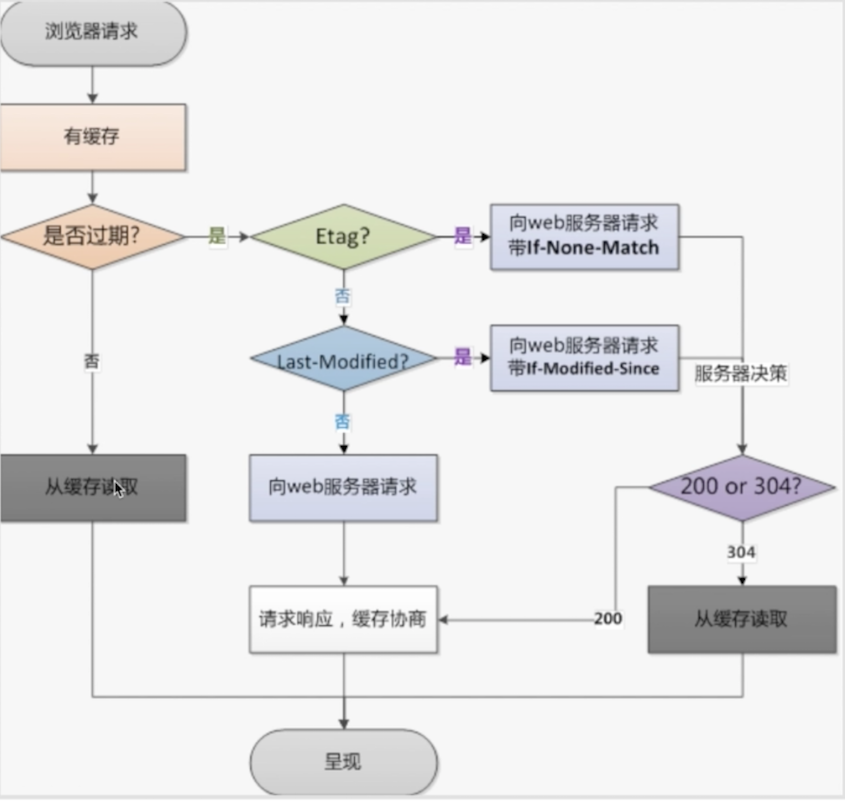 浏览器请求
有缓存
是否过期?
是
Etag?
是
向web服务器请求
带If-None-Match
否
否
Last-Modified?
是
向web服务器请求
带If-Modified-Since
服务器决策
否
从缓存读取
向web服务器请求
200 or 304?
304
请求响应，缓存协商
200
从缓存读取
呈现